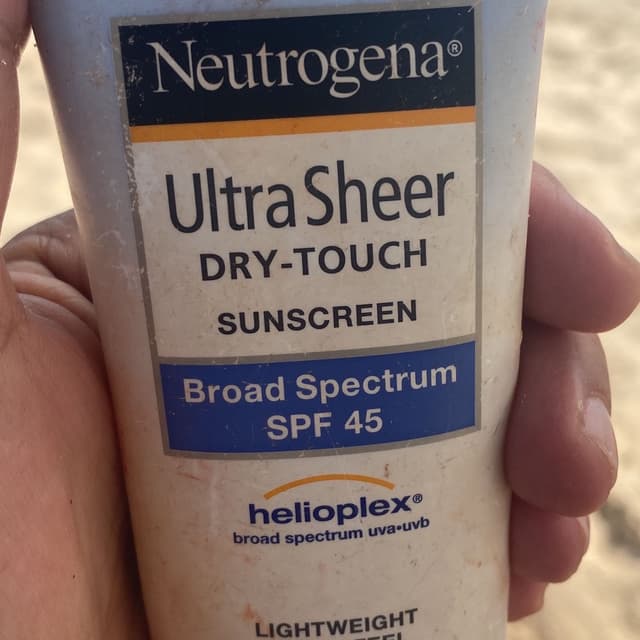 Neutrogena®
Ultra Sheer
DRY-TOUCH
SUNSCREEN
Broad Spectrum
SPF 45
helioplex®
broad spectrum uva•uvb
LIGHTWEIGHT